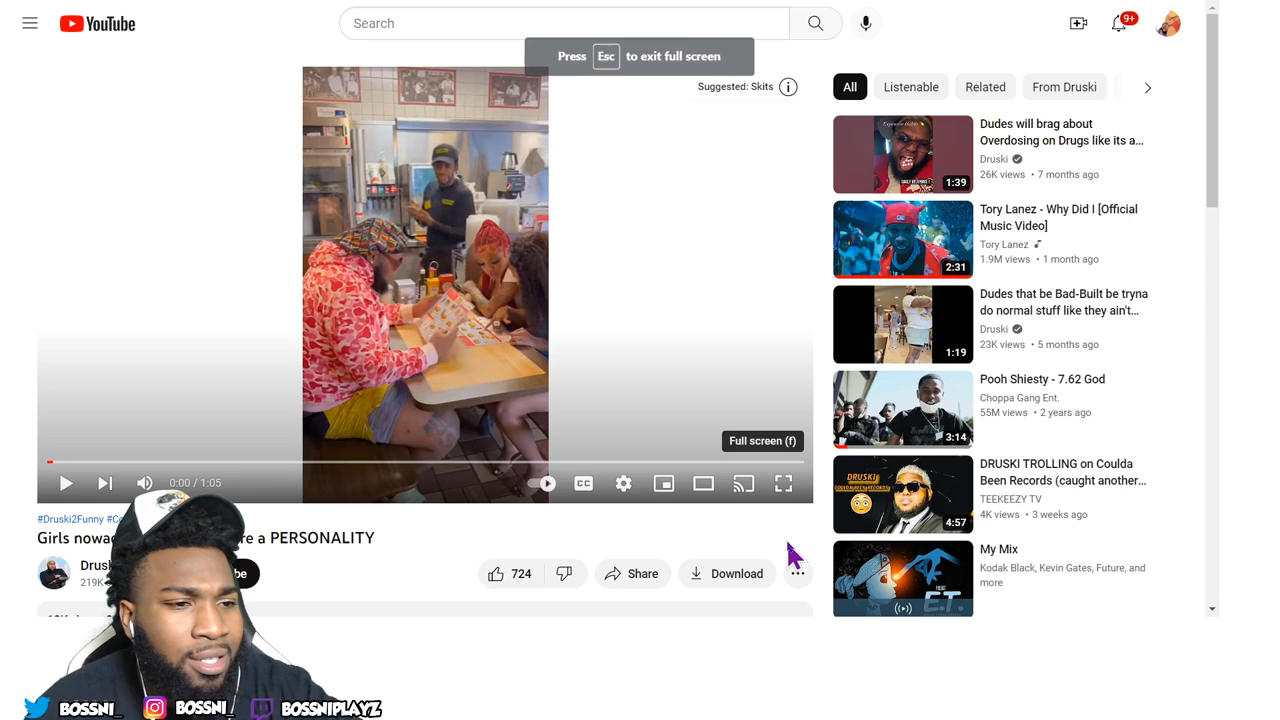 YouTube
Search
9+
Press Esc to exit full screen
Suggested: Skits
All
Listenable
Related
From Druski
Dudes will brag about
Overdosing on Drugs like its a...
Druski
26K views • 7 months ago
1:39
Tory Lanez - Why Did I [Official
Music Video]
Tory Lanez
1.9M views • 1 month ago
2:31
Dudes that be Bad-Built be tryna
do normal stuff like they ain't...
Druski
23K views • 5 months ago
1:19
Pooh Shiesty - 7.62 God
Choppa Gang Ent.
55M views • 2 years ago
3:14
DRUSKI TROLLING on Coulda
Been Records (caught another...
TEEKEEZY TV
4K views • 3 weeks ago
DRUSKI
4:57
My Mix
Kodak Black, Kevin Gates, Future, and
more
E.T.
Full screen (f)
0:00 / 1:05
CC
#Druski2Funny
Girls
a PERSONALITY
219K
724
Share
Download
BOSSNI_
BOSSNI_
BOSSNIPLAYZ